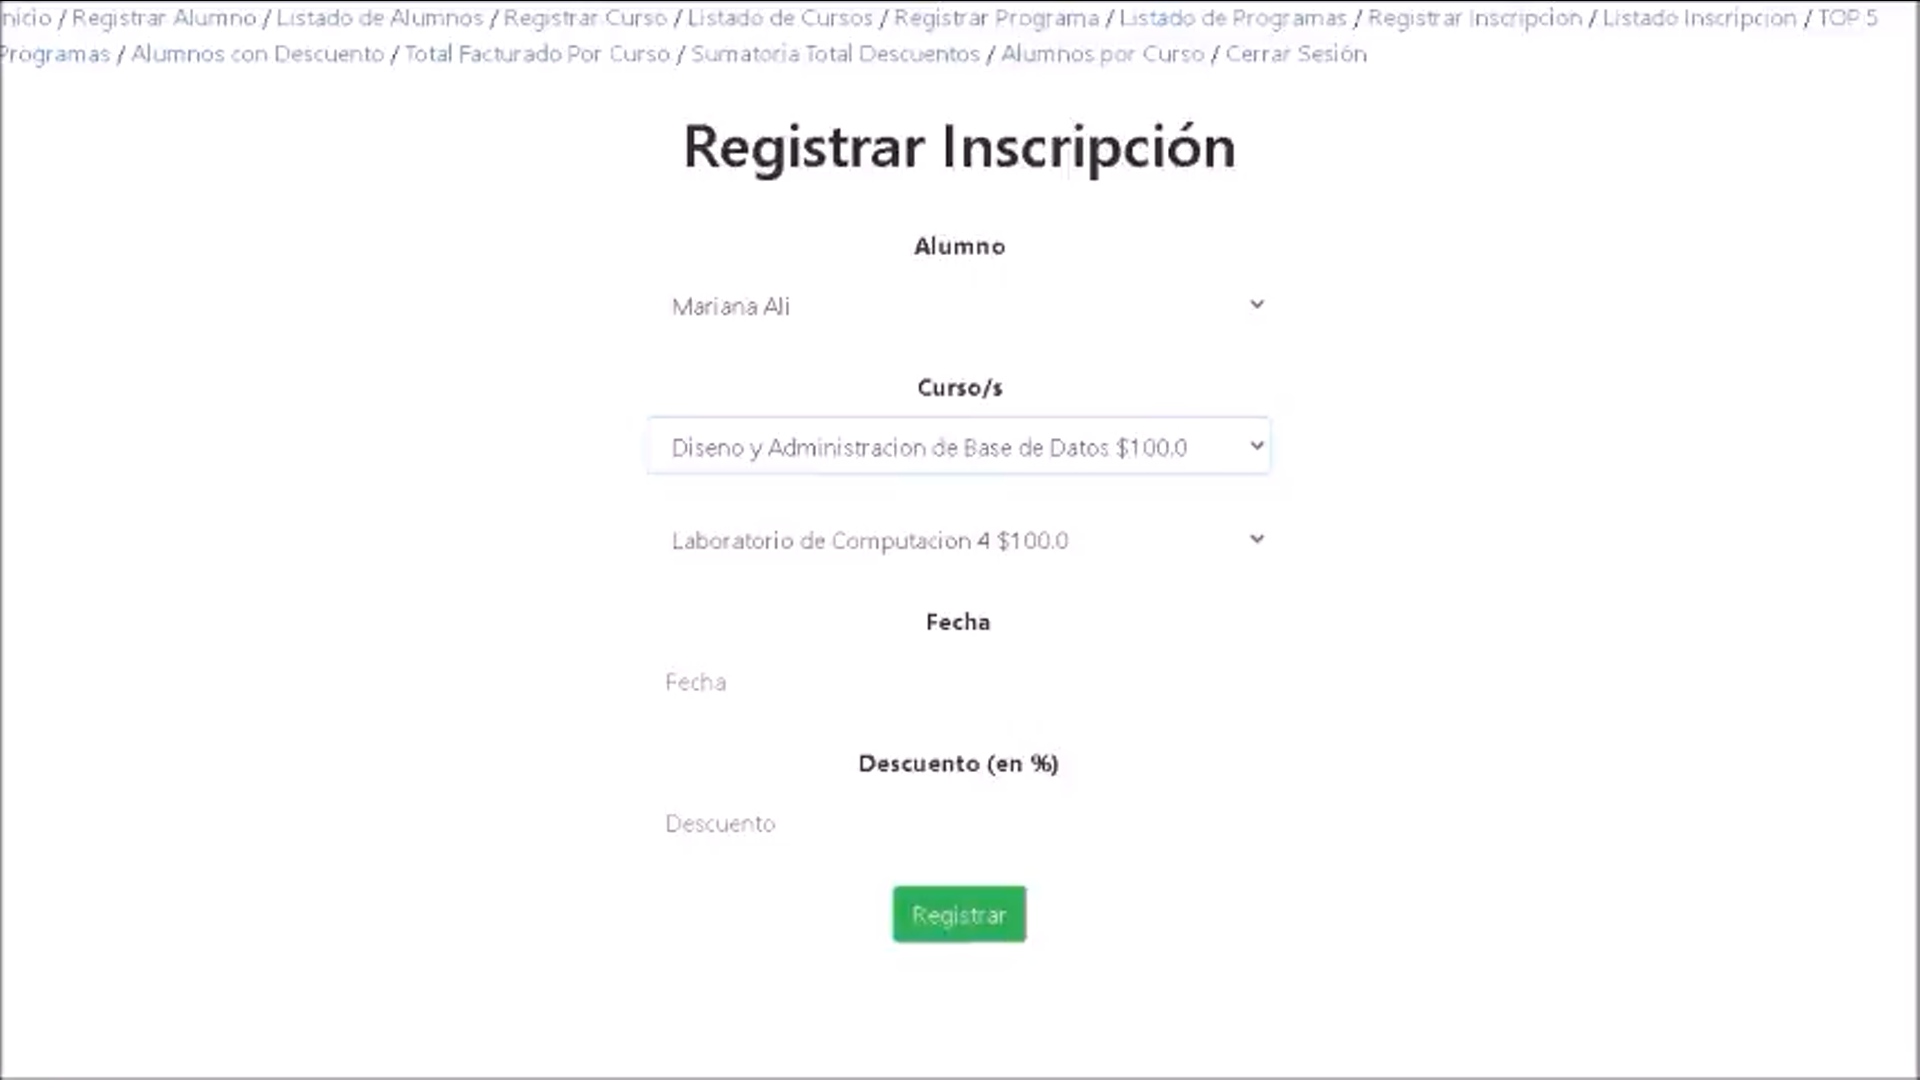 nicio / Registrar Alumno / Listado de Alumnos / Registrar Curso / Listado de Cursos / Registrar Programa / Listado de Programas / Registrar Inscripcion / Listado Inscripcion / TOP 5
Programas / Alumnos con Descuento / Total Facturado Por Curso / Sumatoria Total Descuentos / Alumnos por Curso / Cerrar Sesión
Registrar Inscripción
Alumno
Mariana Ali
Curso/s
Diseno y Administracion de Base de Datos $100.0
Laboratorio de Computacion 4 $100.0
Fecha
Fecha
Descuento (en %)
Descuento
Registrar